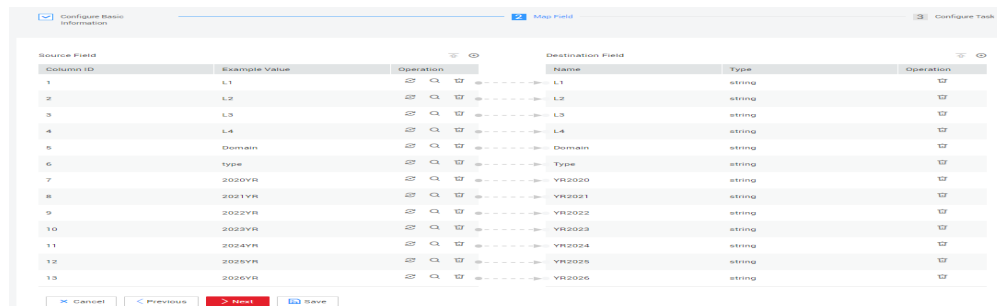 Configure Basic
Information
2 Map Field
3 Configure Task
Source Field
Destination Field
Column ID Example Value Operation Name Type Operation
1 L1 L1 string
2 L2 L2 string
3 L3 L3 string
4 L4 L4 string
5 Domain Domain string
6 type Type string
7 2020YR YR2020 string
8 2021YR YR2021 string
9 2022YR YR2022 string
10 2023YR YR2023 string
11 2024YR YR2024 string
12 2025YR YR2025 string
13 2026YR YR2026 string
Cancel Previous Next Save